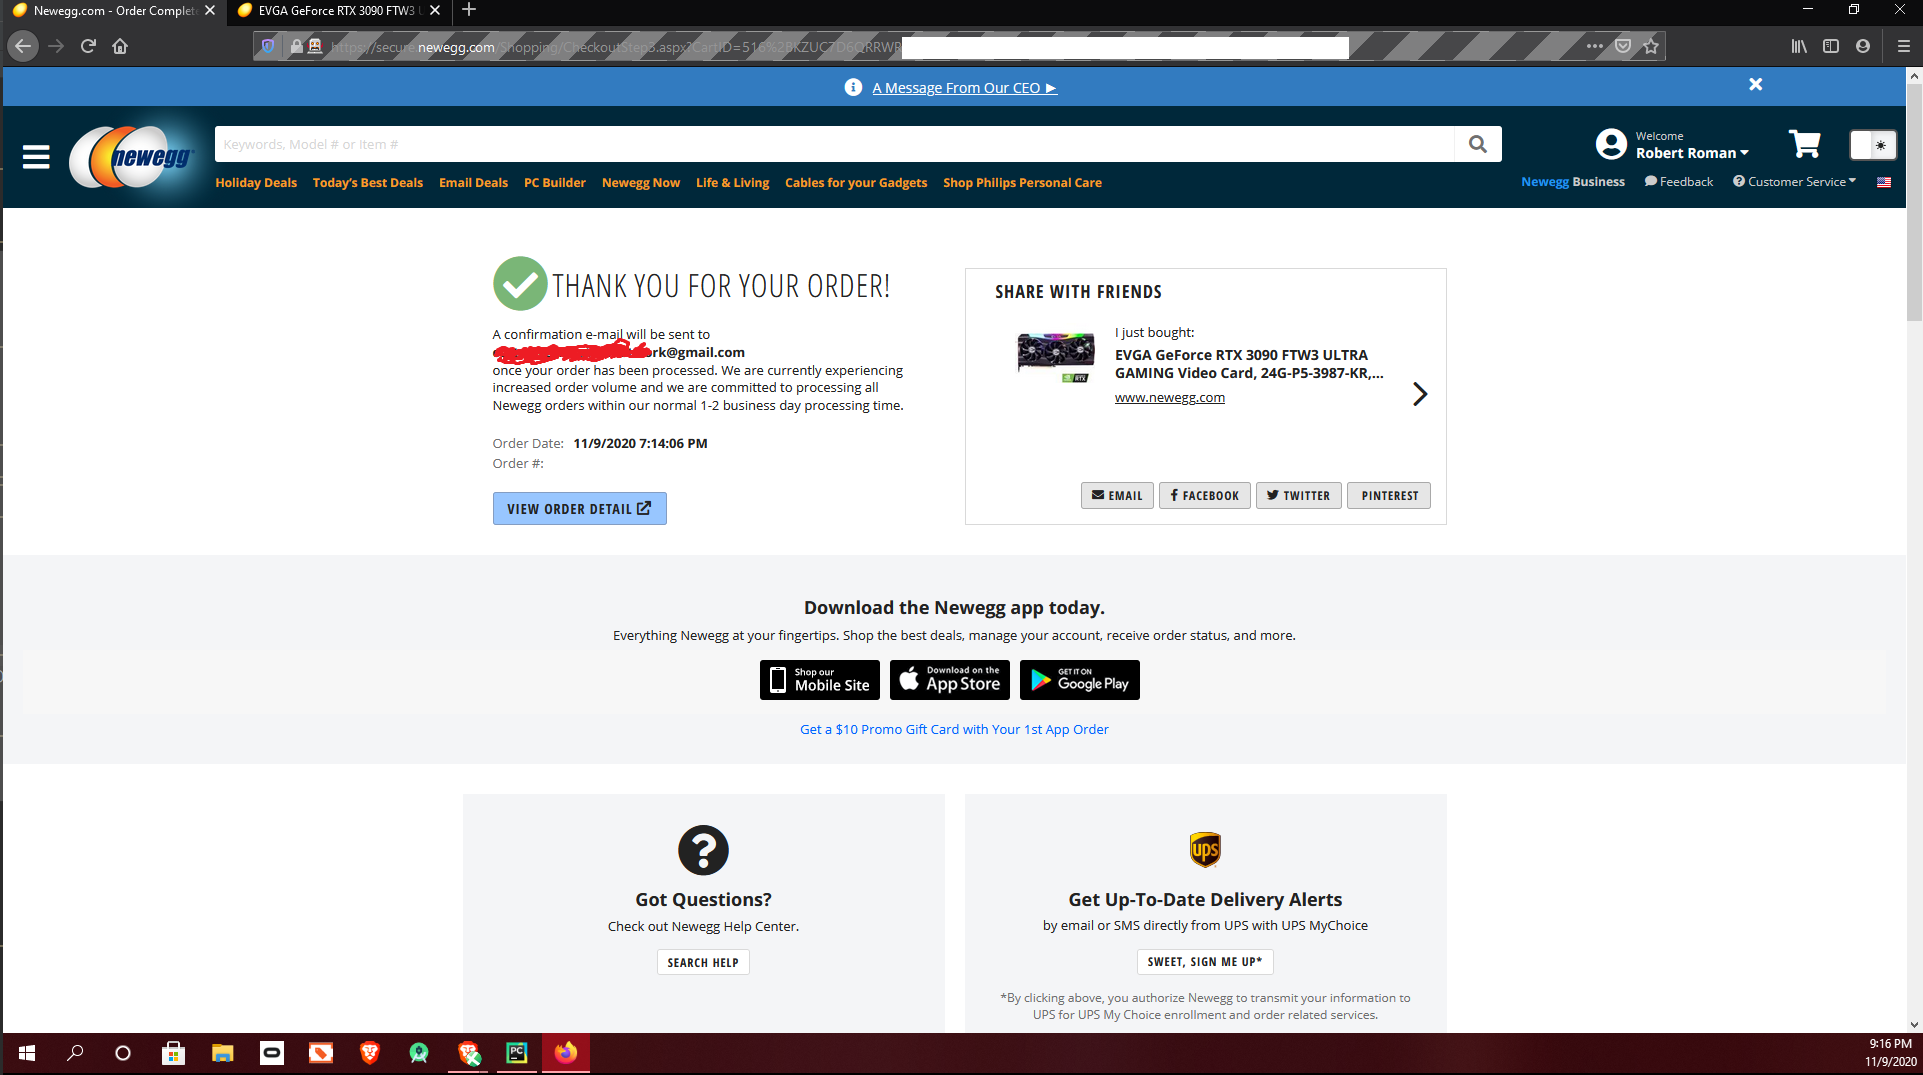 Newegg.com - Order Complete
EVGA GeForce RTX 3090 FTW3 U
https://secure.newegg.com/Shopping/CheckoutStep3.aspx?CartID=516%2BKZUC7D6QRRWR
A Message From Our CEO ►
newegg
Keywords, Model # or Item #
Welcome
Robert Roman
Holiday Deals Today's Best Deals Email Deals PC Builder Newegg Now Life & Living Cables for your Gadgets Shop Philips Personal Care
Newegg Business Feedback Customer Service
THANK YOU FOR YOUR ORDER!
A confirmation e-mail will be sent to
ork@gmail.com
once your order has been processed. We are currently experiencing
increased order volume and we are committed to processing all
Newegg orders within our normal 1-2 business day processing time.
Order Date: 11/9/2020 7:14:06 PM
Order #:
VIEW ORDER DETAIL
SHARE WITH FRIENDS
I just bought:
EVGA GeForce RTX 3090 FTW3 ULTRA
GAMING Video Card, 24G-P5-3987-KR,...
www.newegg.com
EMAIL FACEBOOK TWITTER PINTEREST
Download the Newegg app today.
Everything Newegg at your fingertips. Shop the best deals, manage your account, receive order status, and more.
Shop our
Mobile Site
Download on the
App Store
GET IT ON
Google Play
Get a $10 Promo Gift Card with Your 1st App Order
Got Questions?
Check out Newegg Help Center.
SEARCH HELP
ups
Get Up-To-Date Delivery Alerts
by email or SMS directly from UPS with UPS MyChoice
SWEET, SIGN ME UP*
*By clicking above, you authorize Newegg to transmit your information to
UPS for UPS My Choice enrollment and order related services.
PC
9:16 PM
11/9/2020